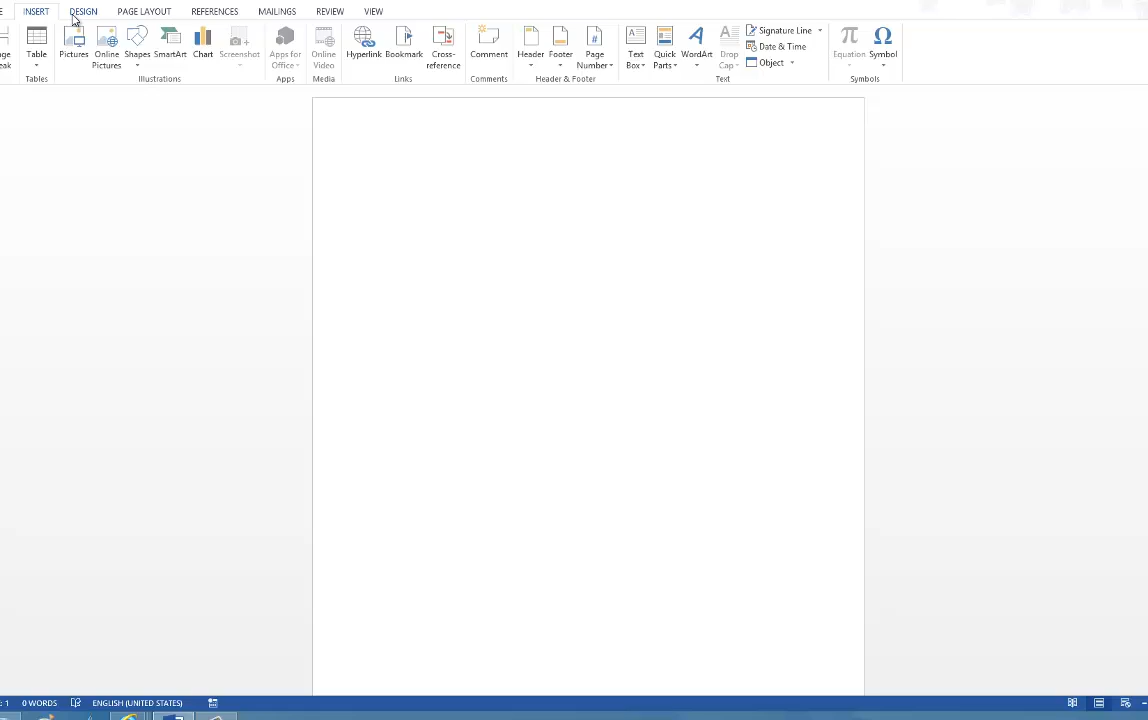 INSERT DESIGN PAGE LAYOUT REFERENCES MAILINGS REVIEW VIEW
Table
Pictures
Online Pictures
Shapes
SmartArt
Chart
Screenshot
Apps for Office
Online Video
Hyperlink
Bookmark
Cross-reference
Comment
Header
Footer
Page Number
Text Box
Quick Parts
WordArt
Drop Cap
Signature Line
Date & Time
Object
Equation
Symbol
Tables
Illustrations
Apps
Media
Links
Comments
Header & Footer
Text
Symbols
: 1 0 WORDS ENGLISH (UNITED STATES)